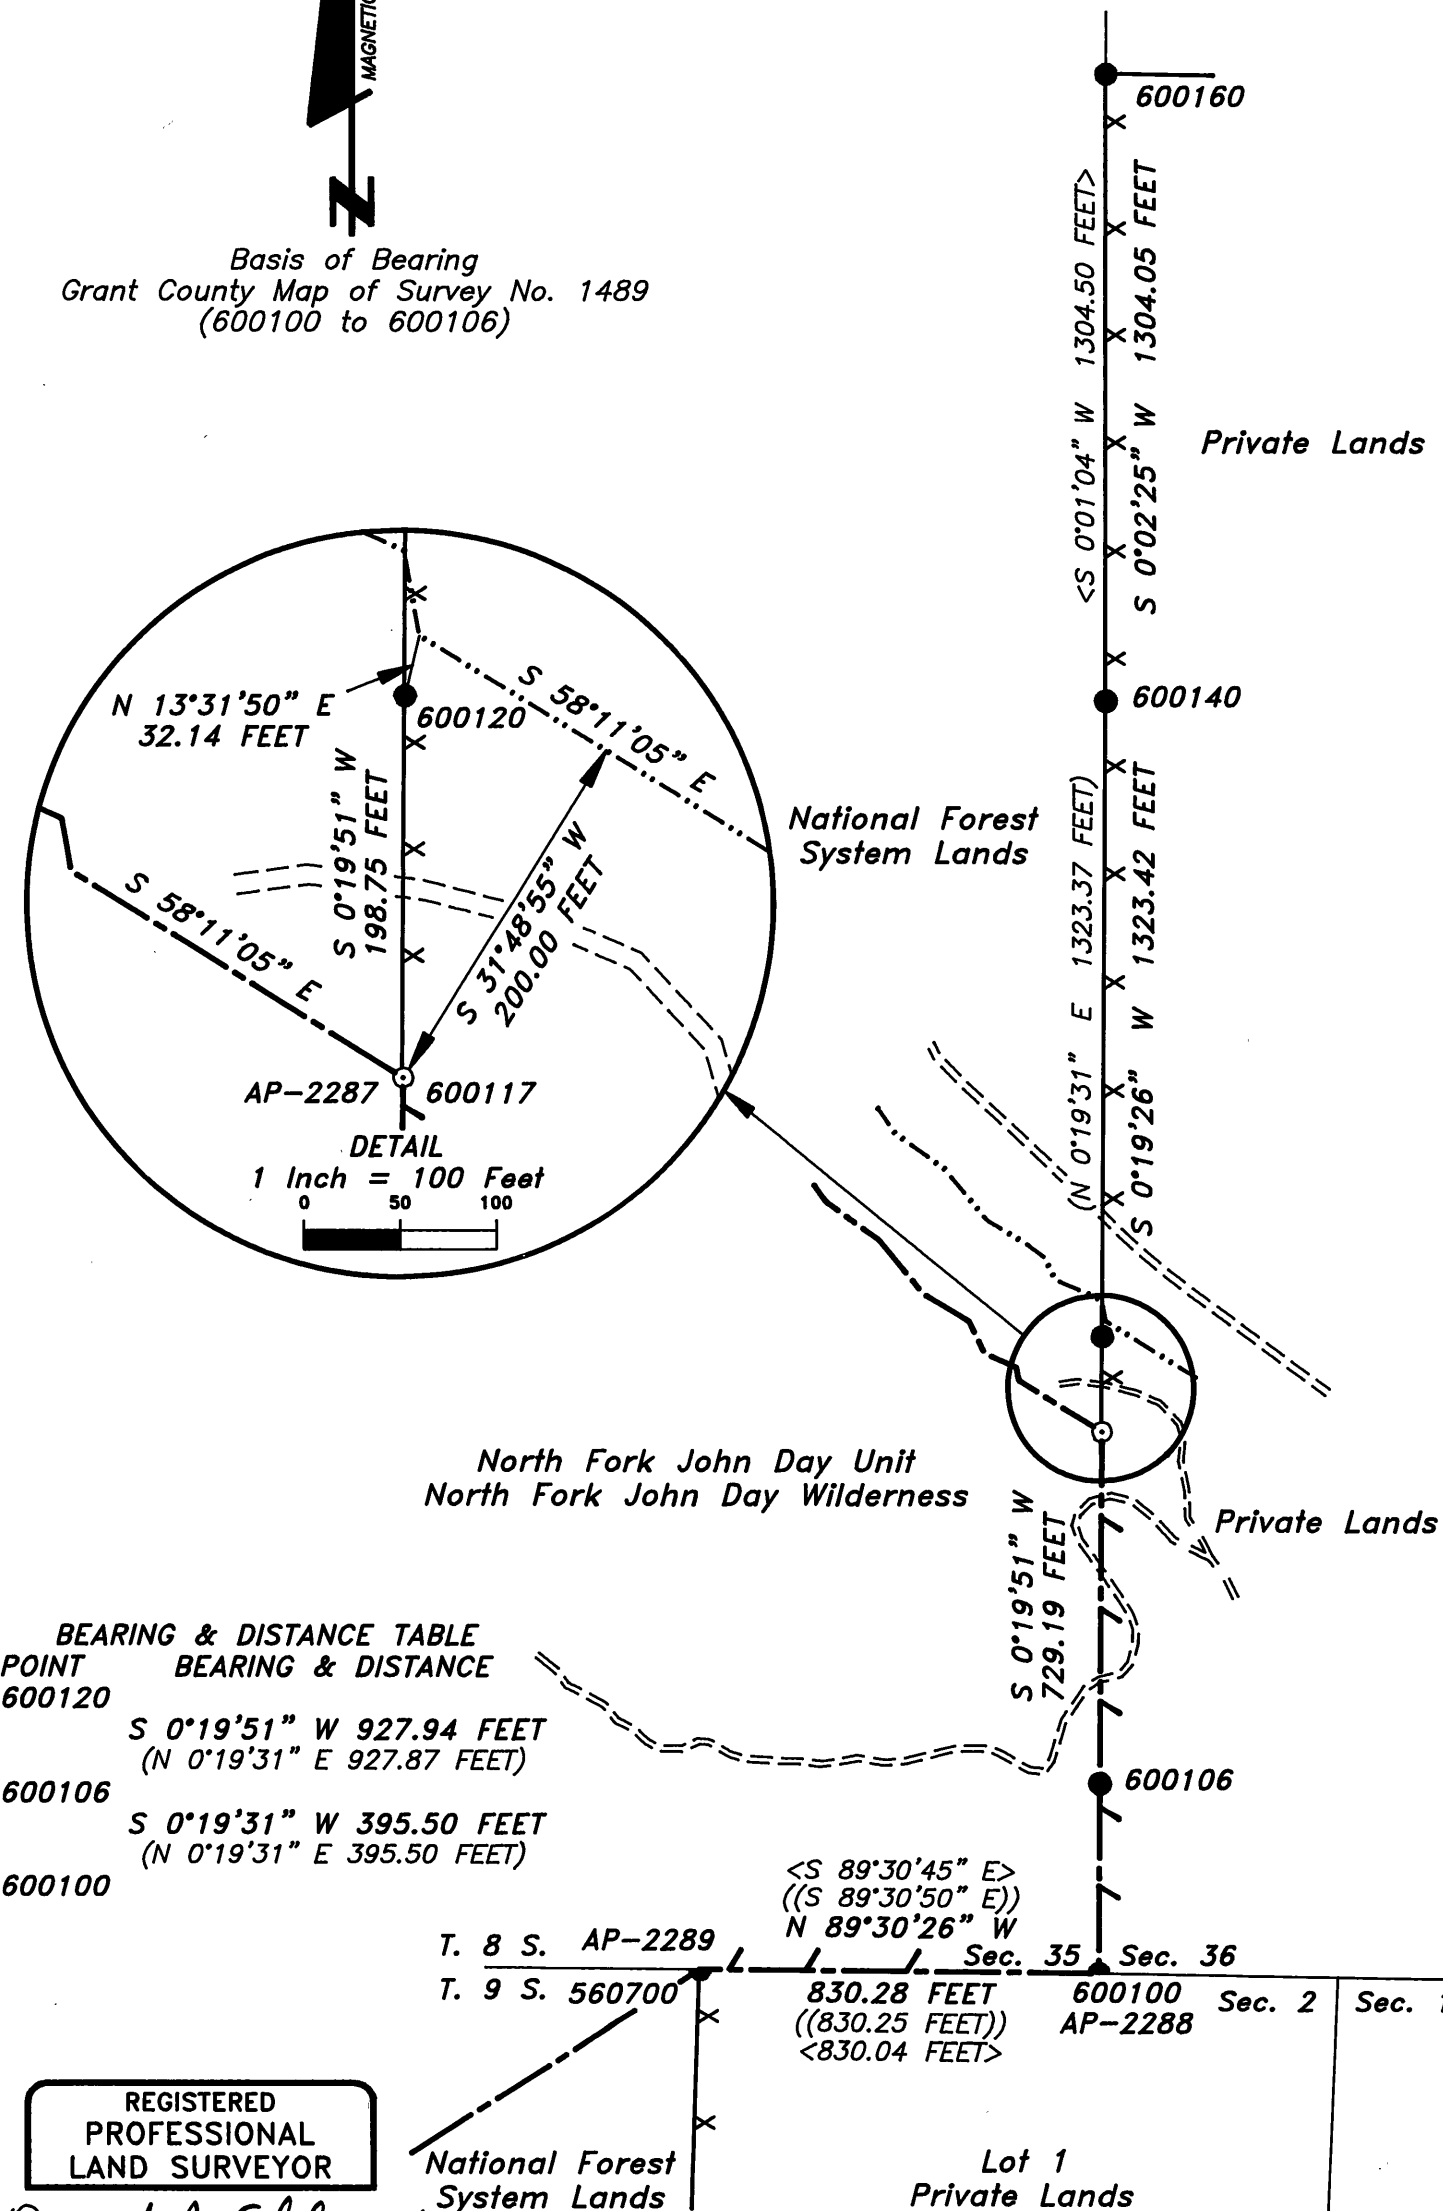 MAGNETIC
N
Basis of Bearing
Grant County Map of Survey No. 1489
(600100 to 600106)
600160
<S 0°01'04" W 1304.50 FEET>
S 0°02'25" W 1304.05 FEET
Private Lands
600140
N 13°31'50" E
32.14 FEET
600120
S 58°11'05" E
S 0°19'51" W
198.75 FEET
S 58°11'05" E
S 31°48'55" W
200.00 FEET
AP-2287 600117
DETAIL
1 Inch = 100 Feet
0 50 100
National Forest
System Lands
(N 0°19'31" E 1323.37 FEET)
S 0°19'26" W 1323.42 FEET
North Fork John Day Unit
North Fork John Day Wilderness
Private Lands
S 0°19'51" W
729.19 FEET
BEARING & DISTANCE TABLE
POINT BEARING & DISTANCE
600120
S 0°19'51" W 927.94 FEET
(N 0°19'31" E 927.87 FEET)
600106
S 0°19'31" W 395.50 FEET
(N 0°19'31" E 395.50 FEET)
600100
600106
<S 89°30'45" E>
((S 89°30'50" E))
N 89°30'26" W
T. 8 S. AP-2289 Sec. 35 Sec. 36
T. 9 S. 560700 830.28 FEET 600100 Sec. 2 Sec.
((830.25 FEET)) AP-2288
<830.04 FEET>
REGISTERED
PROFESSIONAL
LAND SURVEYOR
National Forest
System Lands
Lot 1
Private Lands